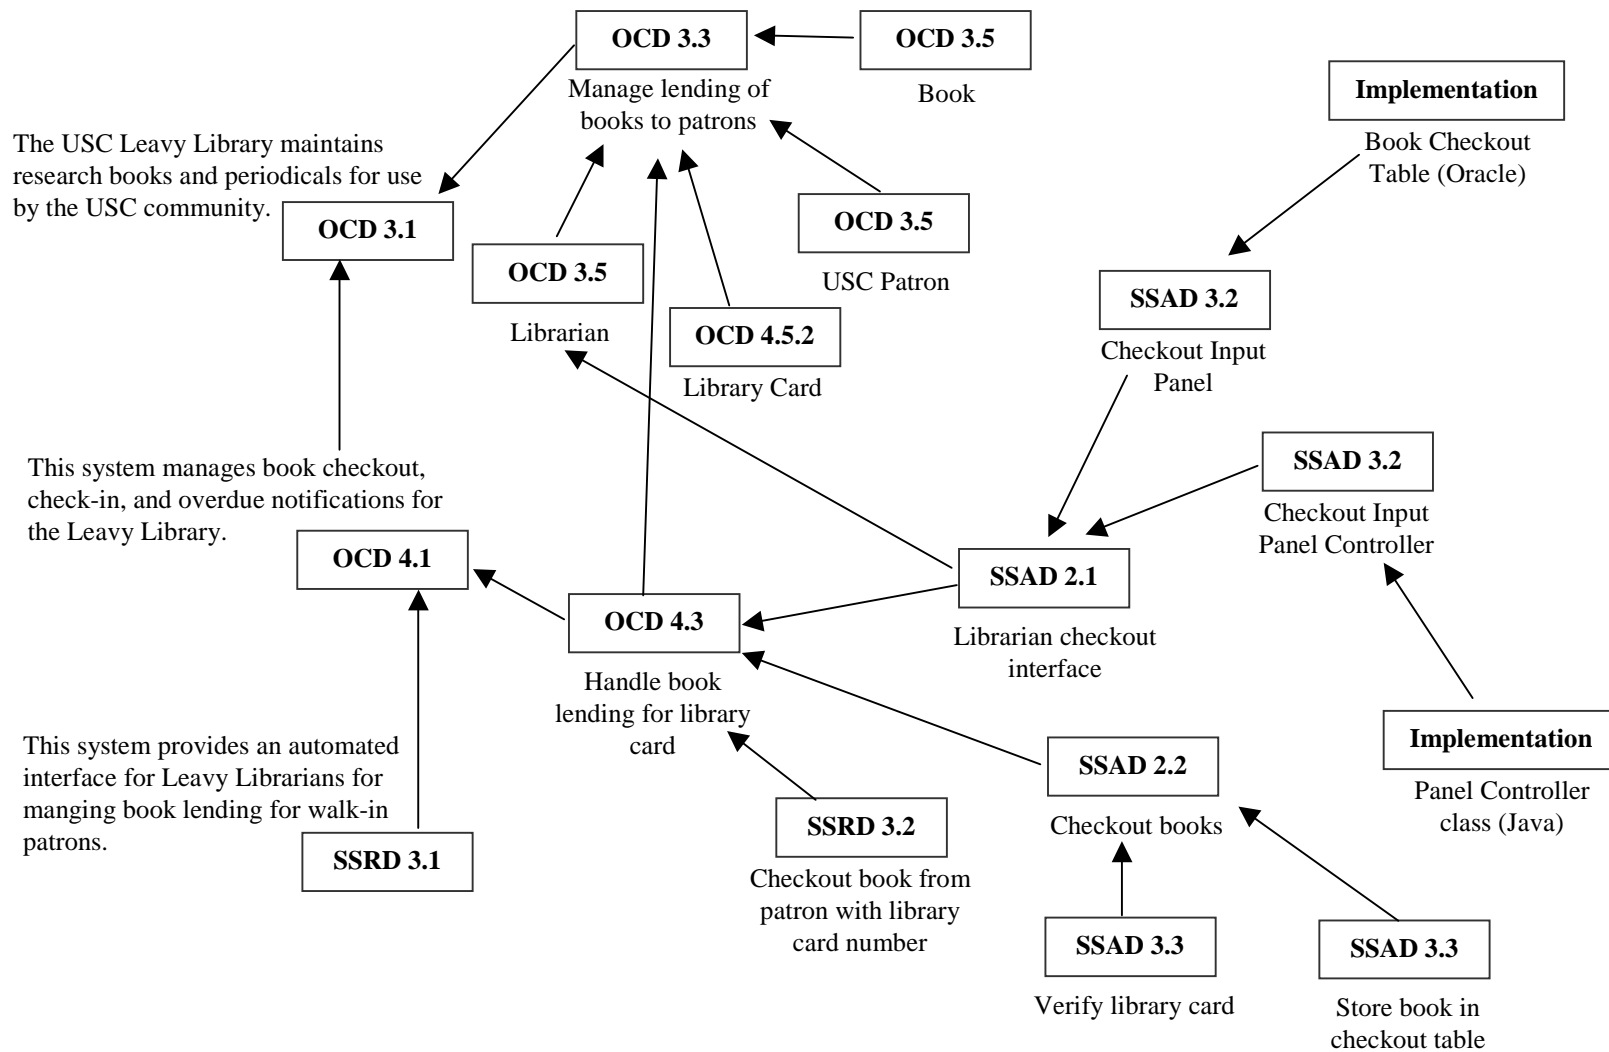 OCD 3.3
Manage lending of
books to patrons
OCD 3.5
Book
Implementation
Book Checkout
Table (Oracle)
The USC Leavy Library maintains
research books and periodicals for use
by the USC community.
OCD 3.1
OCD 3.5
Librarian
OCD 3.5
USC Patron
OCD 4.5.2
Library Card
SSAD 3.2
Checkout Input
Panel
SSAD 3.2
Checkout Input
Panel Controller
This system manages book checkout,
check-in, and overdue notifications for
the Leavy Library.
OCD 4.1
OCD 4.3
Handle book
lending for library
card
SSAD 2.1
Librarian checkout
interface
Implementation
Panel Controller
class (Java)
This system provides an automated
interface for Leavy Librarians for
manging book lending for walk-in
patrons.
SSRD 3.1
SSRD 3.2
Checkout book from
patron with library
card number
SSAD 2.2
Checkout books
SSAD 3.3
Verify library card
SSAD 3.3
Store book in
checkout table